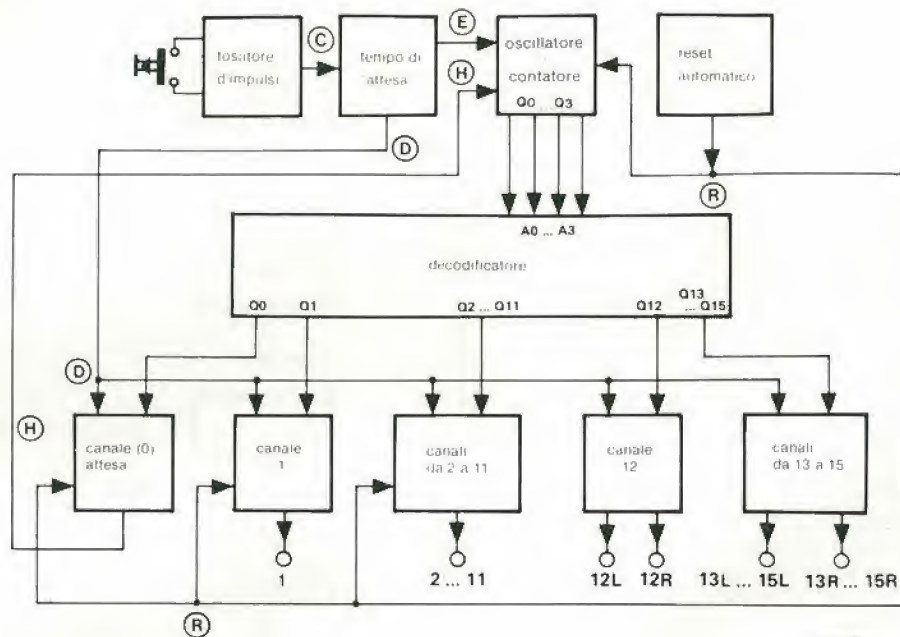 C
E
H
fositore
d'impulsi
tempo di
attesa
oscillatore
contatore
Q0 ... Q3
reset
automatico
D
R
A0 ... A3
decodificatore
Q0
Q1
Q2 ... Q11
Q12
Q13
... Q15
D
H
canale (0)
attesa
canale
1
canali
da 2 a 11
canale
12
canali
da 13 a 15
1
2 ... 11
12L
12R
13L ... 15L
13R ... 15R
R